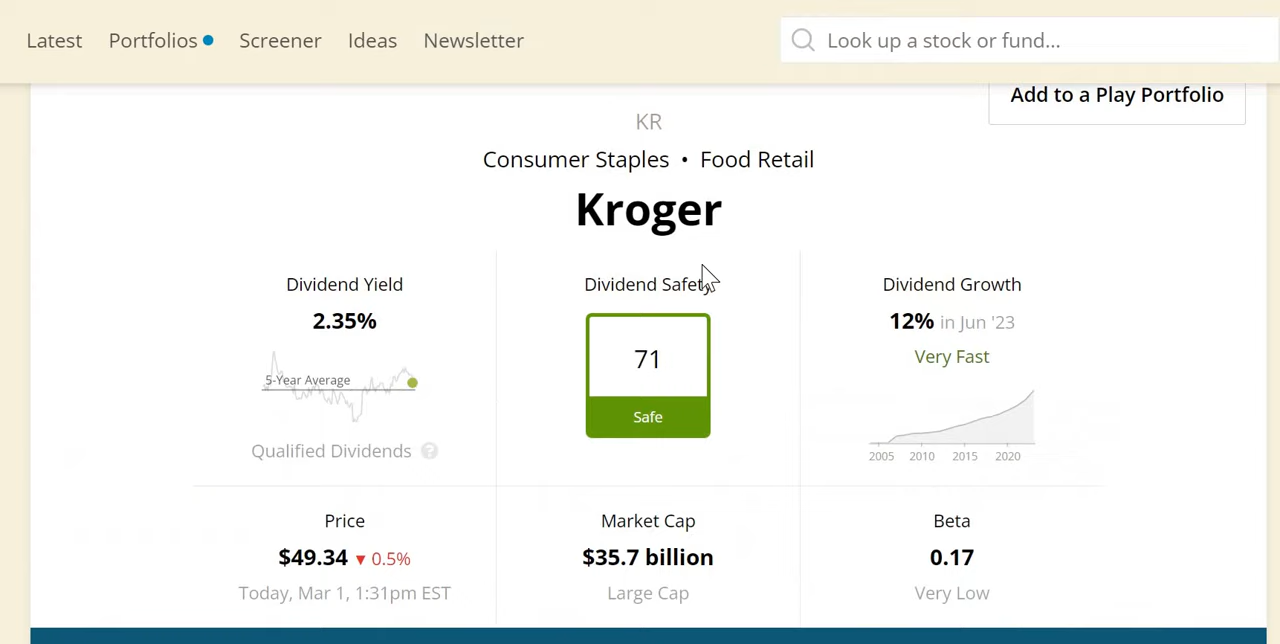 Latest Portfolios Screener Ideas Newsletter Look up a stock or fund...
Add to a Play Portfolio
KR
Consumer Staples • Food Retail
Kroger
Dividend Yield
2.35%
5-Year Average
Qualified Dividends ?
Dividend Safety
71
Safe
Dividend Growth
12% in Jun '23
Very Fast
2005 2010 2015 2020
Price
$49.34 ▼ 0.5%
Today, Mar 1, 1:31pm EST
Market Cap
$35.7 billion
Large Cap
Beta
0.17
Very Low